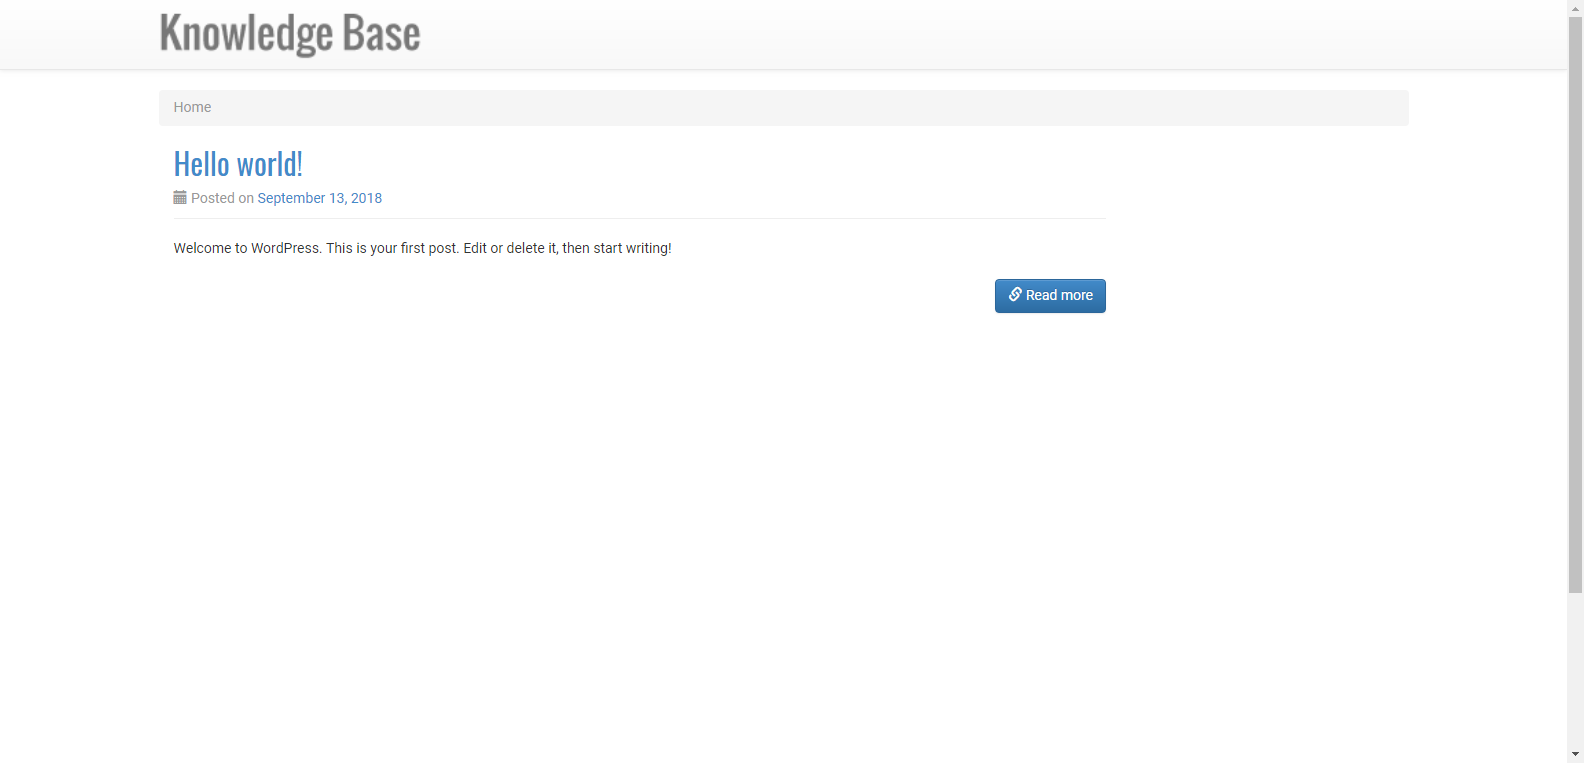 Knowledge Base
Home
Hello world!
Posted on September 13, 2018
Welcome to WordPress. This is your first post. Edit or delete it, then start writing!
Read more